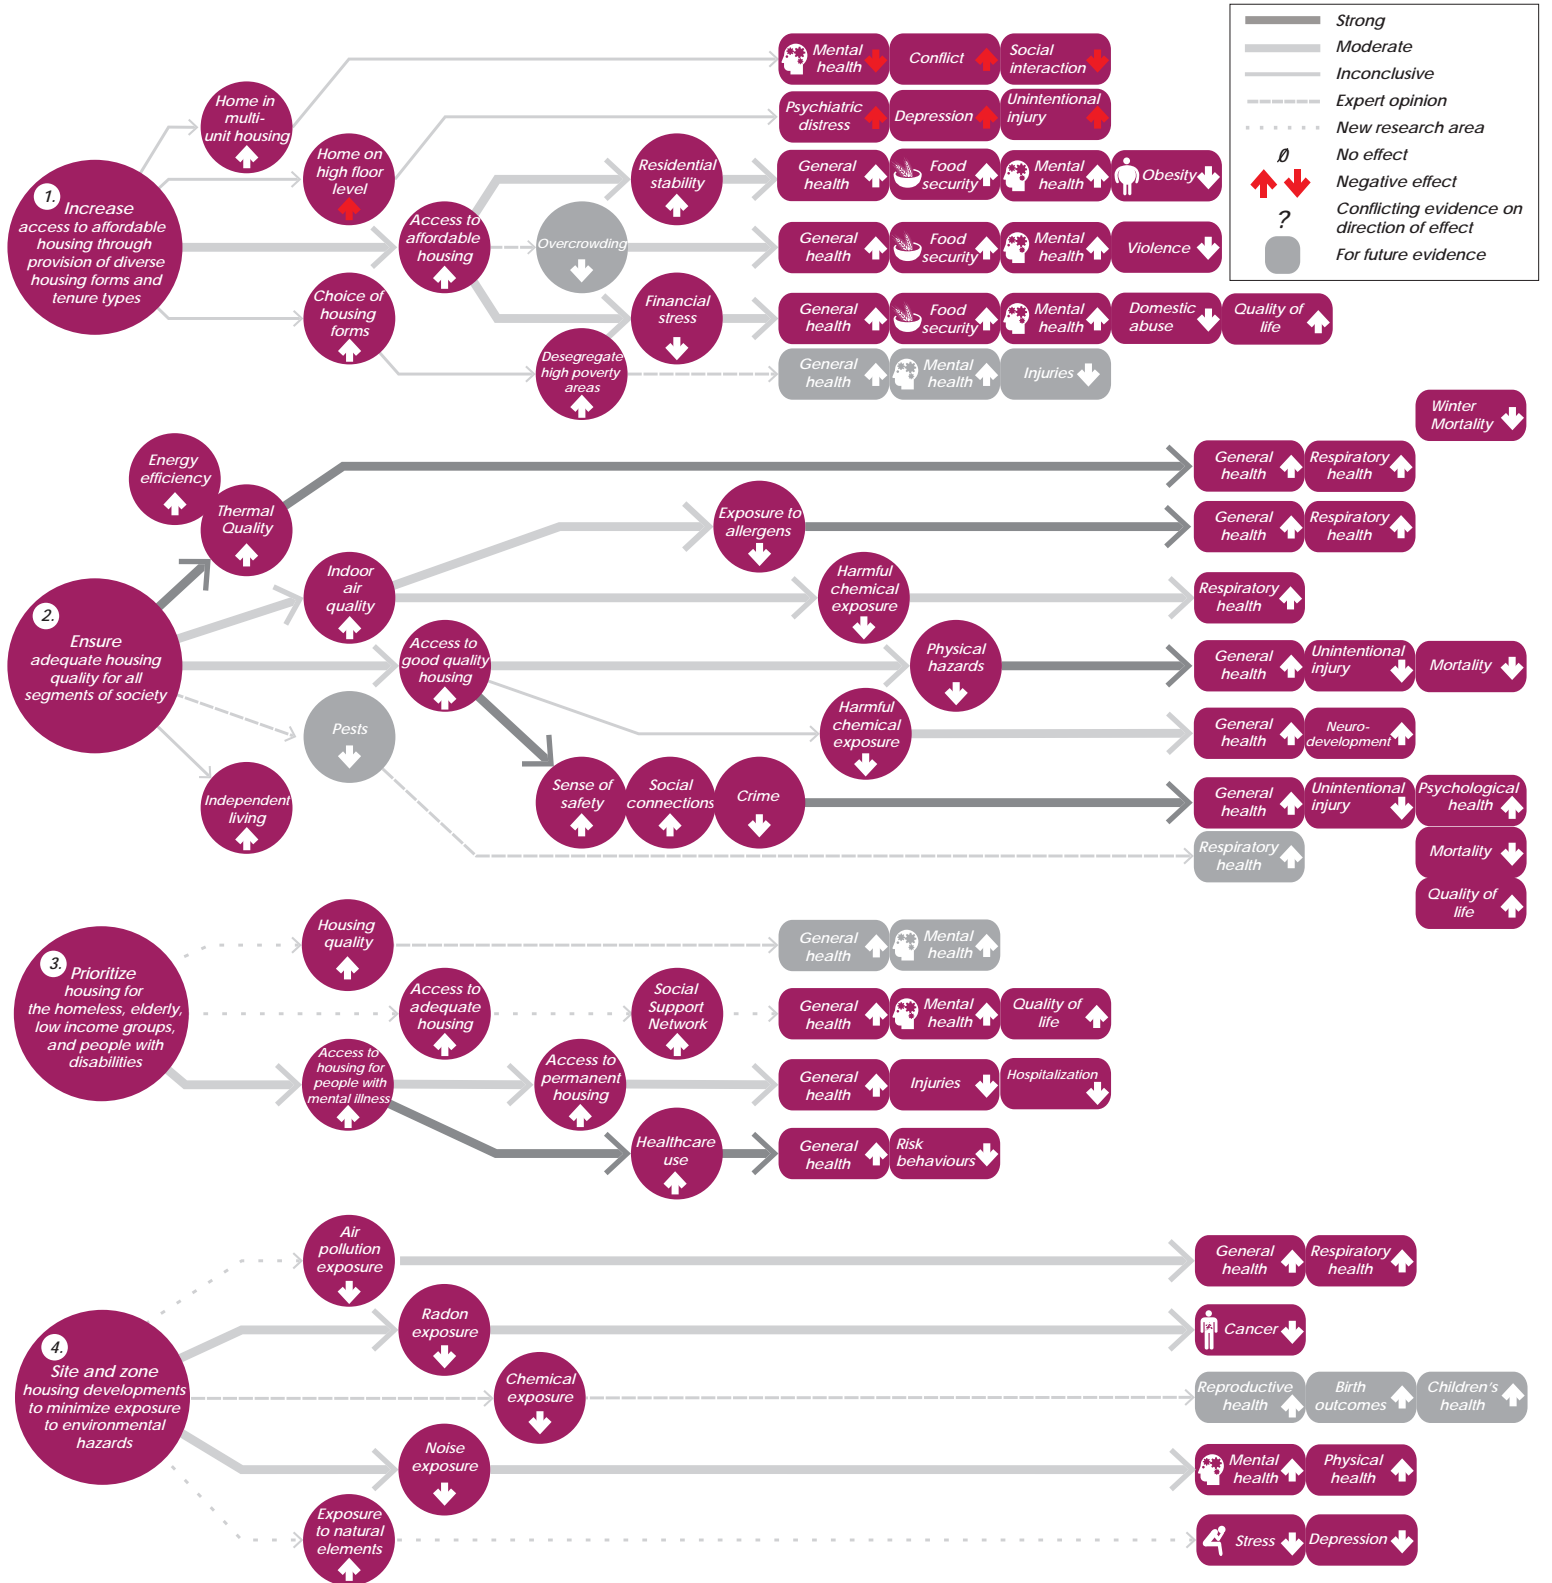 Strong
Moderate
Inconclusive
Expert opinion
New research area
Ø
No effect
Negative effect
?
Conflicting evidence on
direction of effect
For future evidence
1.
Increase
access to affordable
housing through
provision of diverse
housing forms and
tenure types
Home in
multi-
unit housing
Home on
high floor
level
Access to
affordable
housing
Choice of
housing
forms
Residential
stability
Overcrowding
Financial
stress
Desegregate
high poverty
areas
Mental
health
Conflict
Social
interaction
Psychiatric
distress
Depression
Unintentional
injury
General
health
Food
security
Mental
health
Obesity
General
health
Food
security
Mental
health
Violence
General
health
Food
security
Mental
health
Domestic
abuse
Quality of
life
General
health
Mental
health
Injuries
2.
Ensure
adequate housing
quality for all
segments of society
Energy
efficiency
Thermal
Quality
Indoor
air
quality
Access to
good quality
housing
Pests
Independent
living
Exposure to
allergens
Harmful
chemical
exposure
Physical
hazards
Harmful
chemical
exposure
Sense of
safety
Social
connections
Crime
Winter
Mortality
General
health
Respiratory
health
General
health
Respiratory
health
Respiratory
health
General
health
Unintentional
injury
Mortality
General
health
Neuro-
development
General
health
Unintentional
injury
Psychological
health
Respiratory
health
Mortality
Quality of
life
3.
Prioritize
housing for
the homeless, elderly,
low income groups,
and people with
disabilities
Housing
quality
Access to
adequate
housing
Social
Support
Network
Access to
housing for
people with
mental illness
Access to
permanent
housing
Healthcare
use
General
health
Mental
health
General
health
Mental
health
Quality of
life
General
health
Injuries
Hospitalization
General
health
Risk
behaviours
4.
Site and zone
housing developments
to minimize exposure
to environmental
hazards
Air
pollution
exposure
Radon
exposure
Chemical
exposure
Noise
exposure
Exposure
to natural
elements
General
health
Respiratory
health
Cancer
Reproductive
health
Birth
outcomes
Children's
health
Mental
health
Physical
health
Stress
Depression